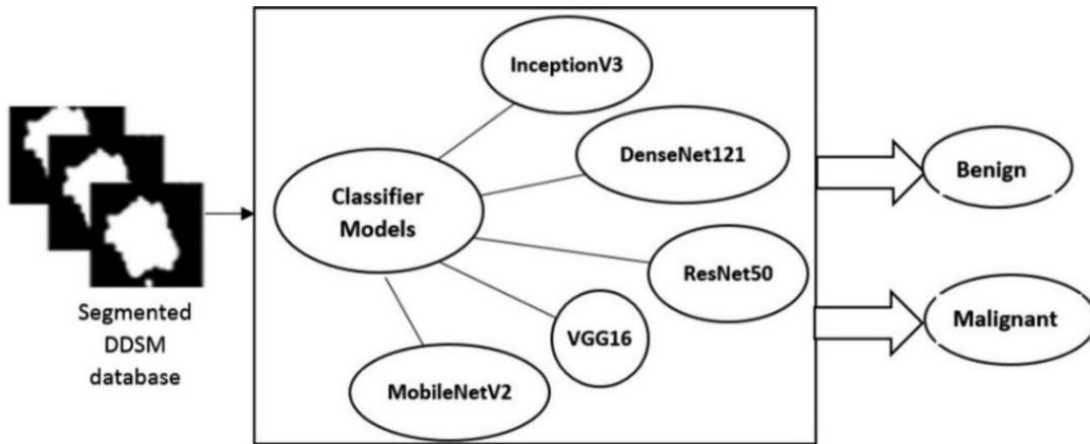 Segmented
DDSM
database
Classifier
Models
InceptionV3
DenseNet121
ResNet50
VGG16
MobileNetV2
Benign
Malignant